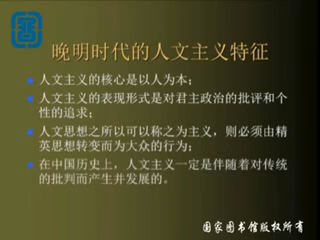 晚明时代的人文主义特征
人文主义的核心是以人为本；
人文主义的表现形式是对君主政治的批评和个
性的追求；
人文思想之所以可以称之为主义，则必须由精
英思想转变而为大众的行为；
在中国历史上，人文主义一定是伴随着对传统
的批判而产生并发展的。
国家图书馆版权所有